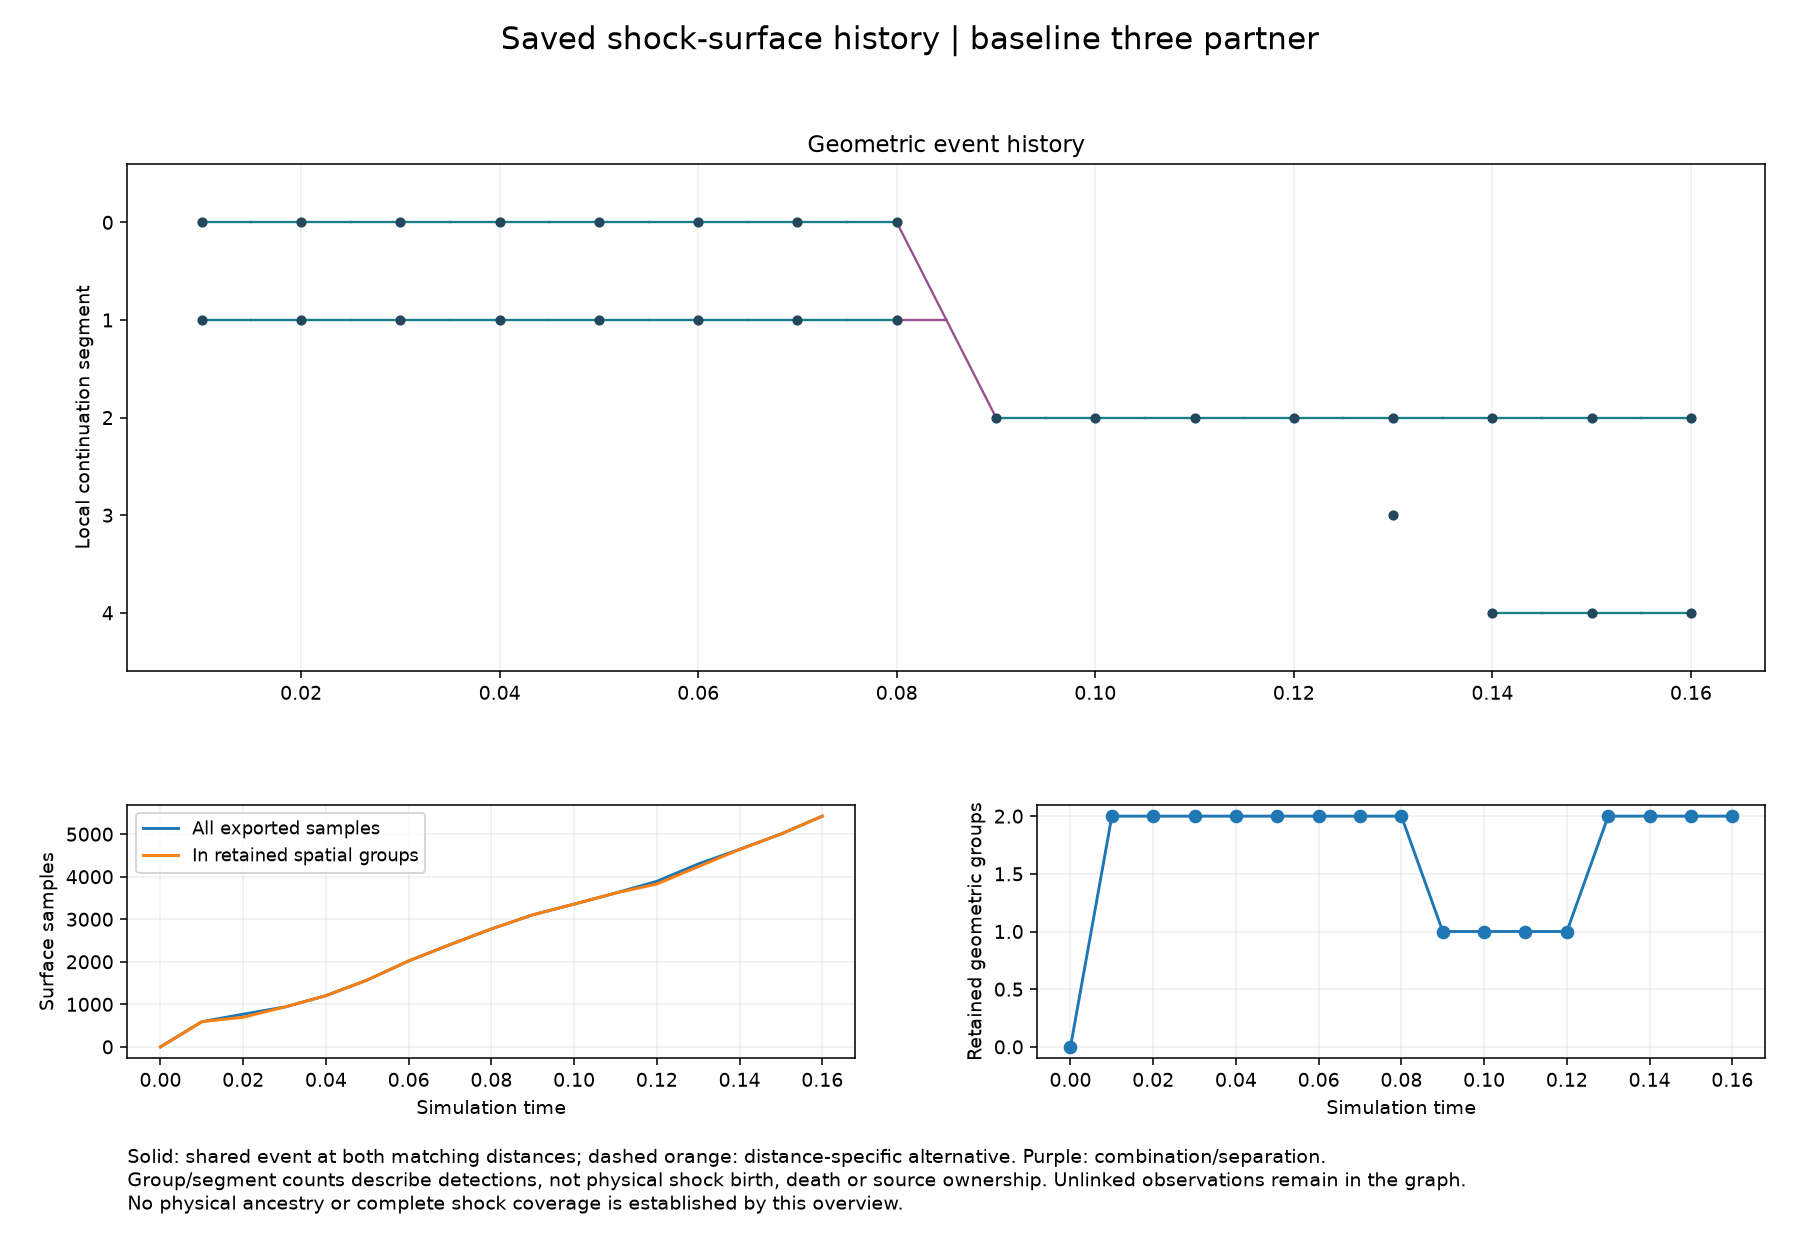 Saved shock-surface history | baseline three partner
Geometric event history
Local continuation segment
0
1
2
3
4
0.02 0.04 0.06 0.08 0.10 0.12 0.14 0.16
Surface samples
All exported samples
In retained spatial groups
5000
4000
3000
2000
1000
0
0.00 0.02 0.04 0.06 0.08 0.10 0.12 0.14 0.16
Simulation time
Retained geometric groups
2.0
1.5
1.0
0.5
0.0
0.00 0.02 0.04 0.06 0.08 0.10 0.12 0.14 0.16
Simulation time
Solid: shared event at both matching distances; dashed orange: distance-specific alternative. Purple: combination/separation.
Group/segment counts describe detections, not physical shock birth, death or source ownership. Unlinked observations remain in the graph.
No physical ancestry or complete shock coverage is established by this overview.